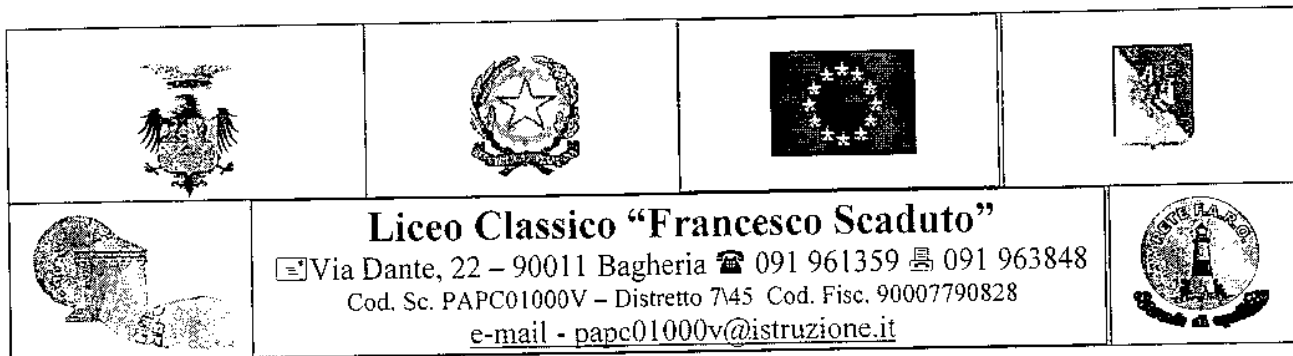 Liceo Classico “Francesco Scaduto”
Via Dante, 22 – 90011 Bagheria ☎ 091 961359 091 963848
Cod. Sc. PAPC01000V – Distretto 7\45 Cod. Fisc. 90007790828
e-mail - papc01000v@istruzione.it
RETE F.A.R.O.